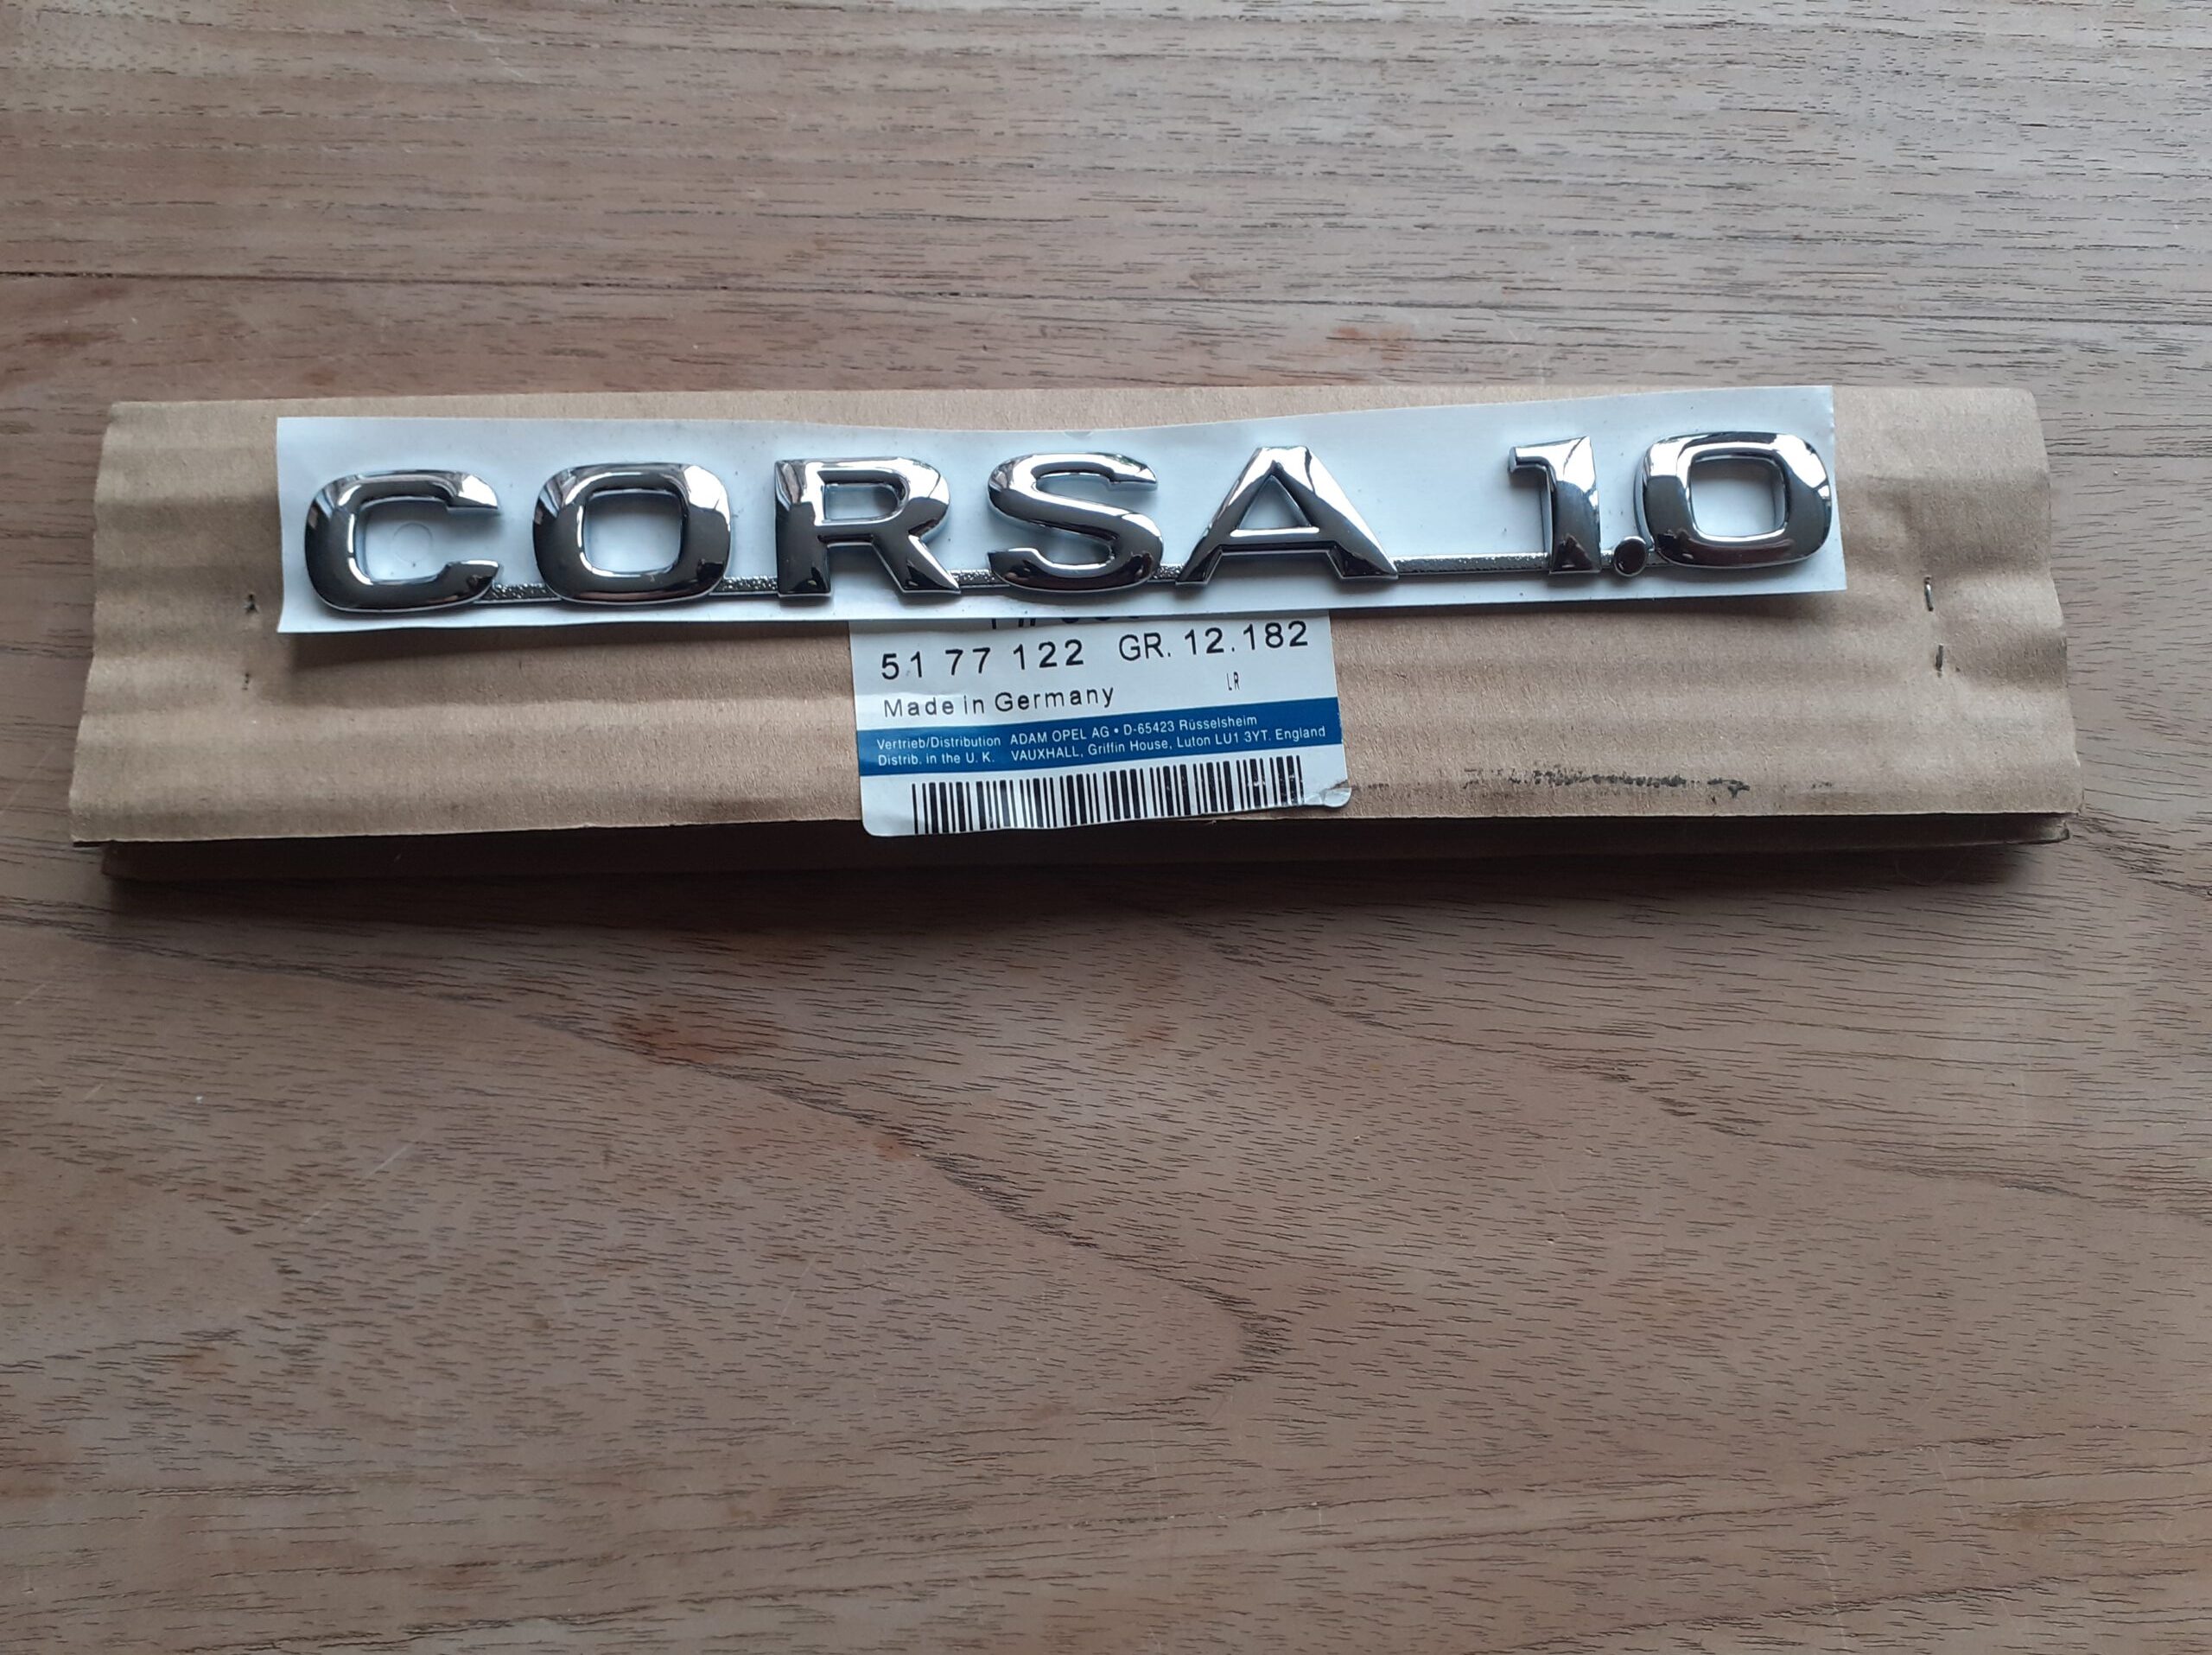 CORSA 1.0
51 77 122 GR. 12.182
Made in Germany LR
Vertrieb/Distribution ADAM OPEL AG • D-65423 Rüsselsheim
Distrib. in the U. K. VAUXHALL, Griffin House, Luton LU1 3YT. England